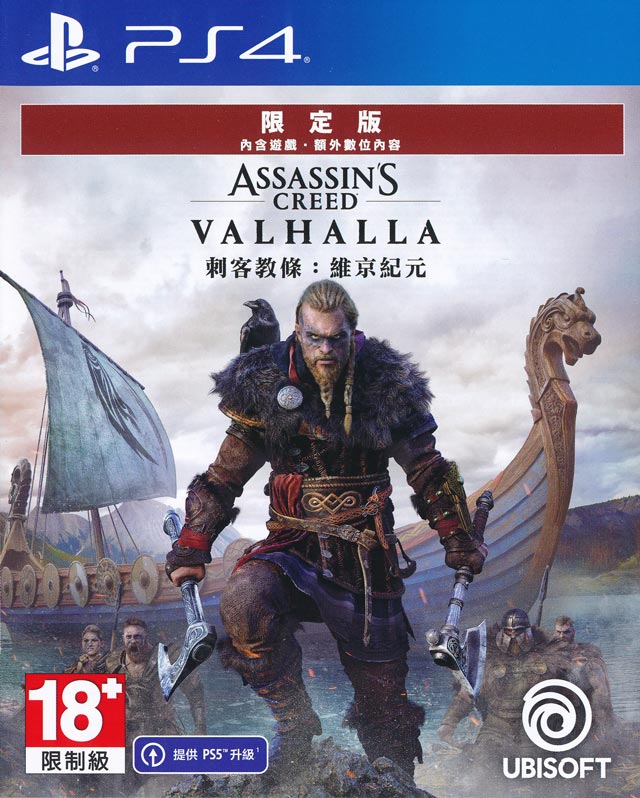 PS4
限定版
內含遊戲・額外數位內容
ASSASSIN'S
CREED
VALHALLA
刺客教條：維京紀元
18+
限制級
提供 PS5™ 升級¹
UBISOFT